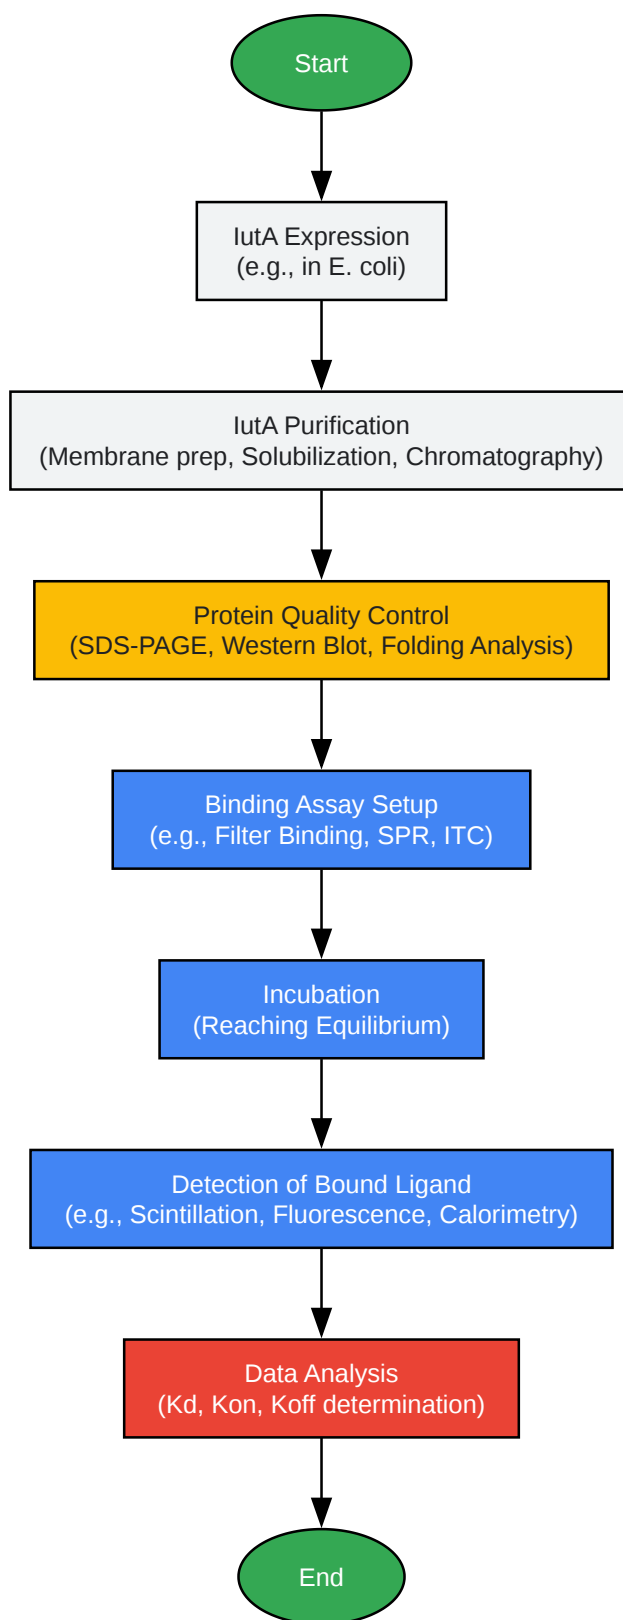 Start
IutA Expression
(e.g., in E. coli)
IutA Purification
(Membrane prep, Solubilization, Chromatography)
Protein Quality Control
(SDS-PAGE, Western Blot, Folding Analysis)
Binding Assay Setup
(e.g., Filter Binding, SPR, ITC)
Incubation
(Reaching Equilibrium)
Detection of Bound Ligand
(e.g., Scintillation, Fluorescence, Calorimetry)
Data Analysis
(Kd, Kon, Koff determination)
End